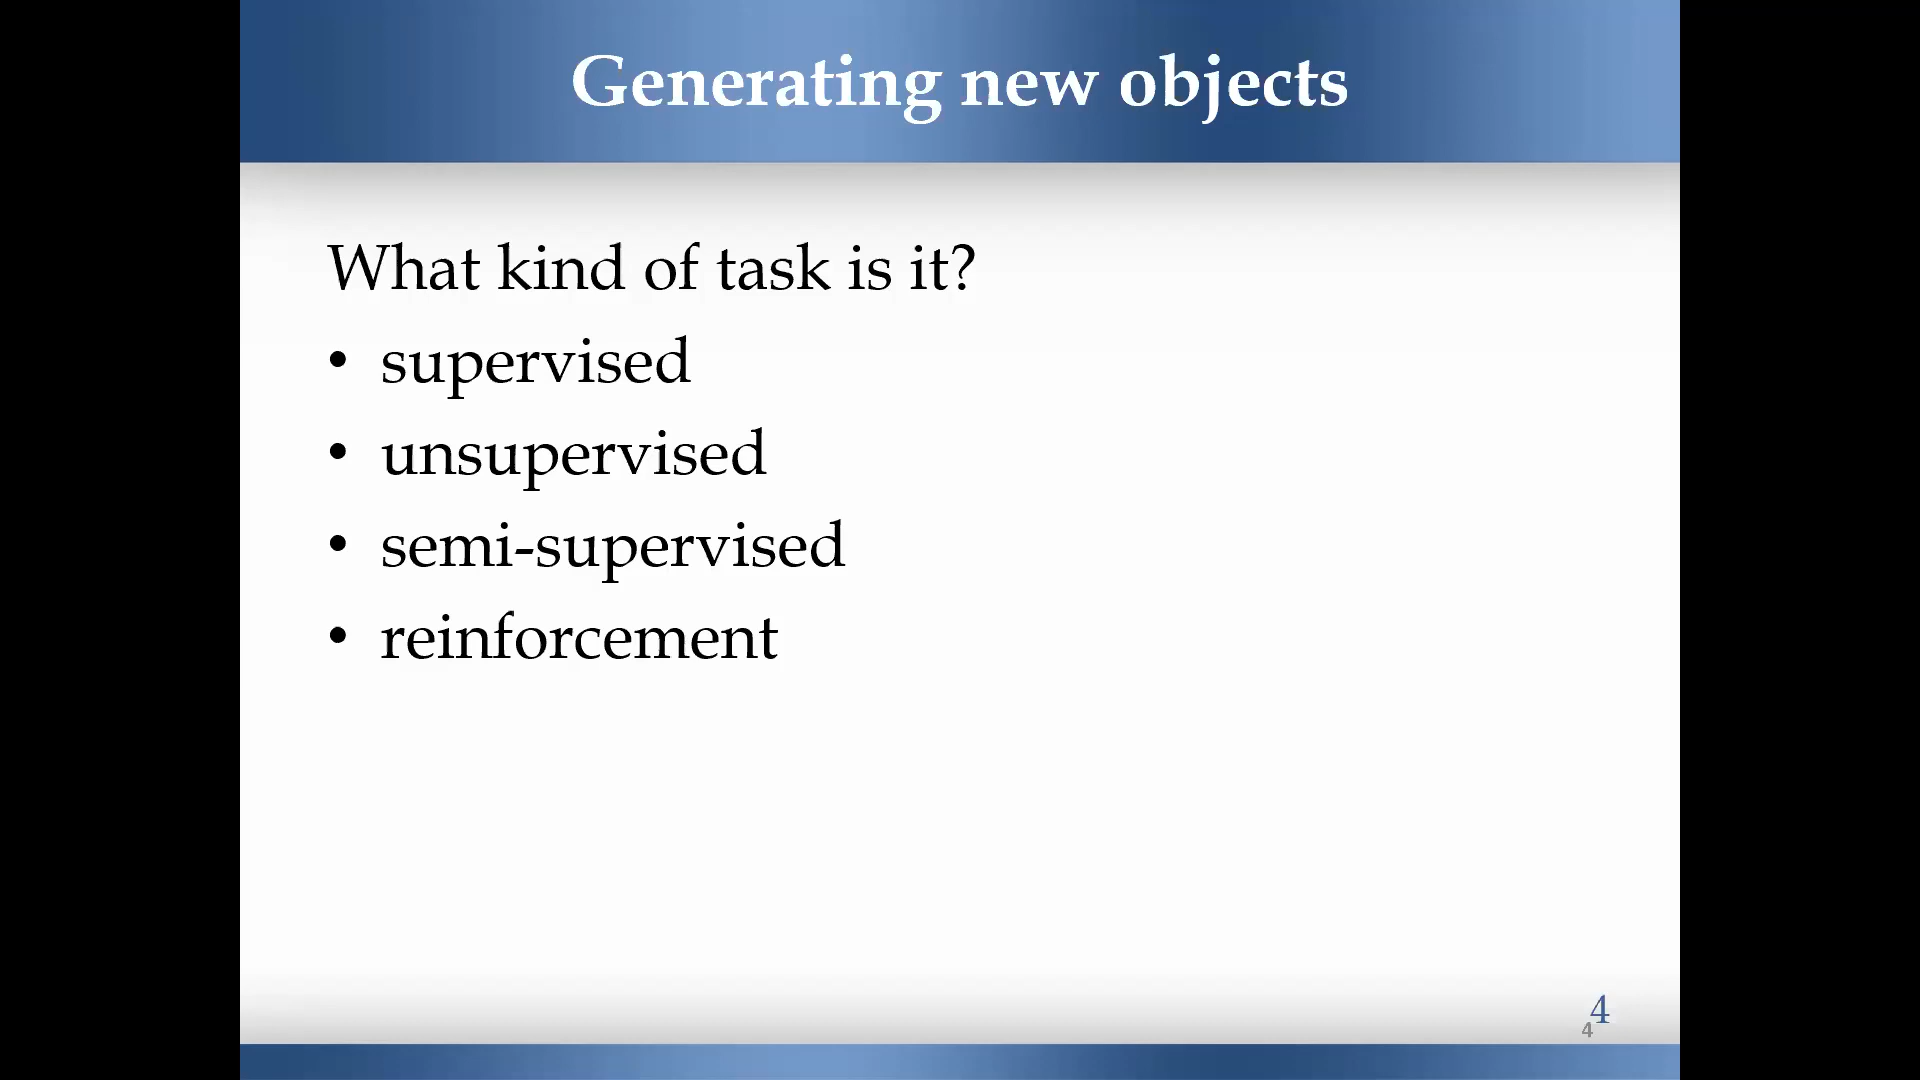 Generating new objects
What kind of task is it?
• supervised
• unsupervised
• semi-supervised
• reinforcement
4
4